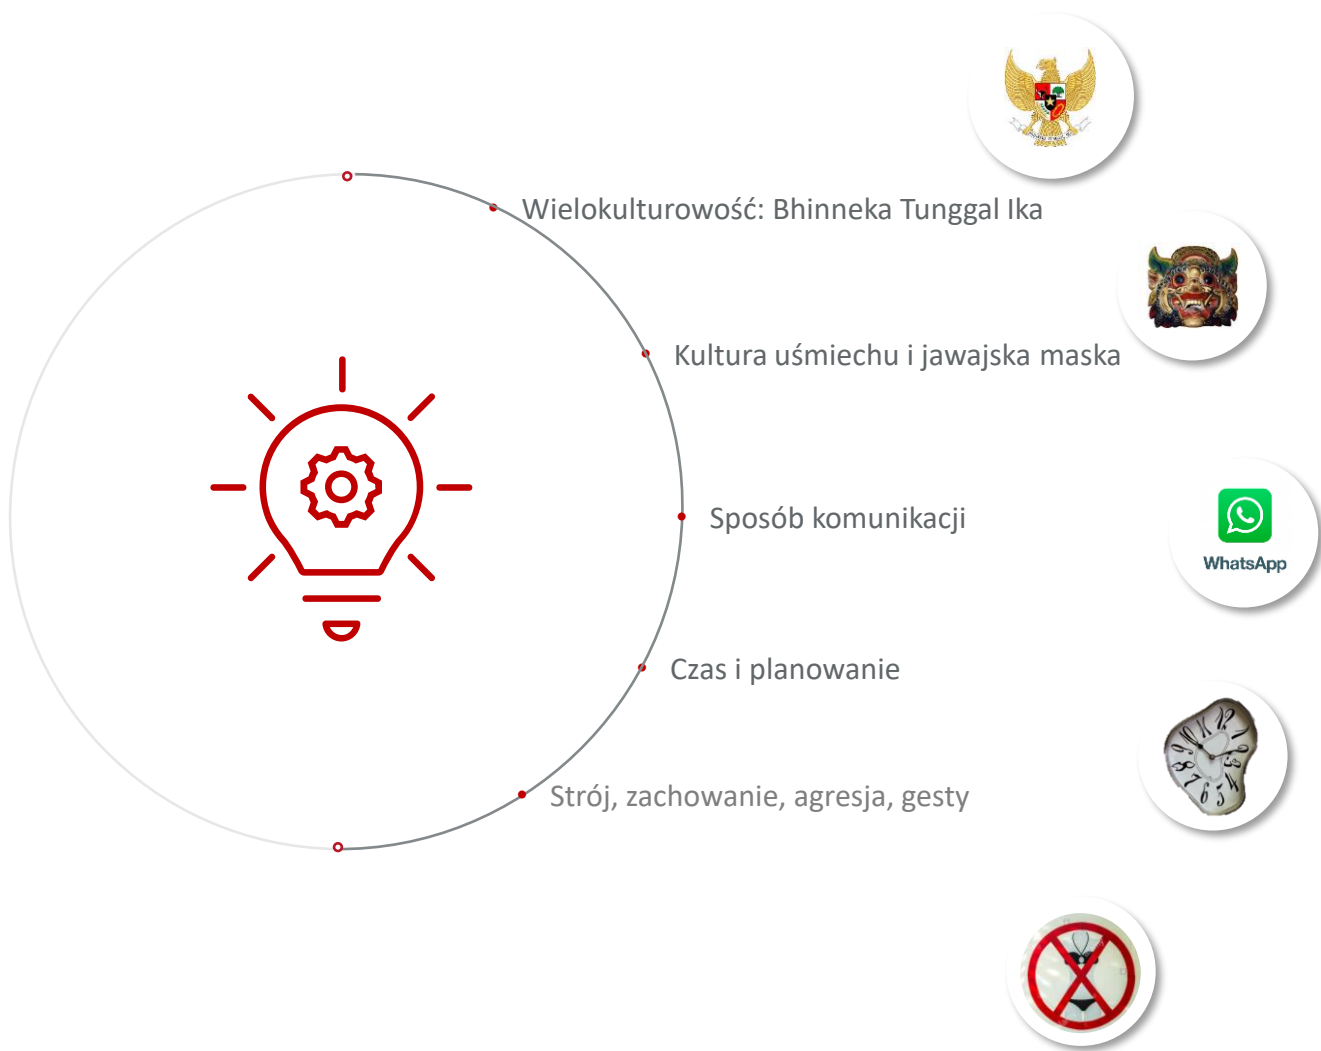 Wielokulturowość: Bhinneka Tunggal Ika
Kultura uśmiechu i jawajska maska
Sposób komunikacji
WhatsApp
Czas i planowanie
Strój, zachowanie, agresja, gesty